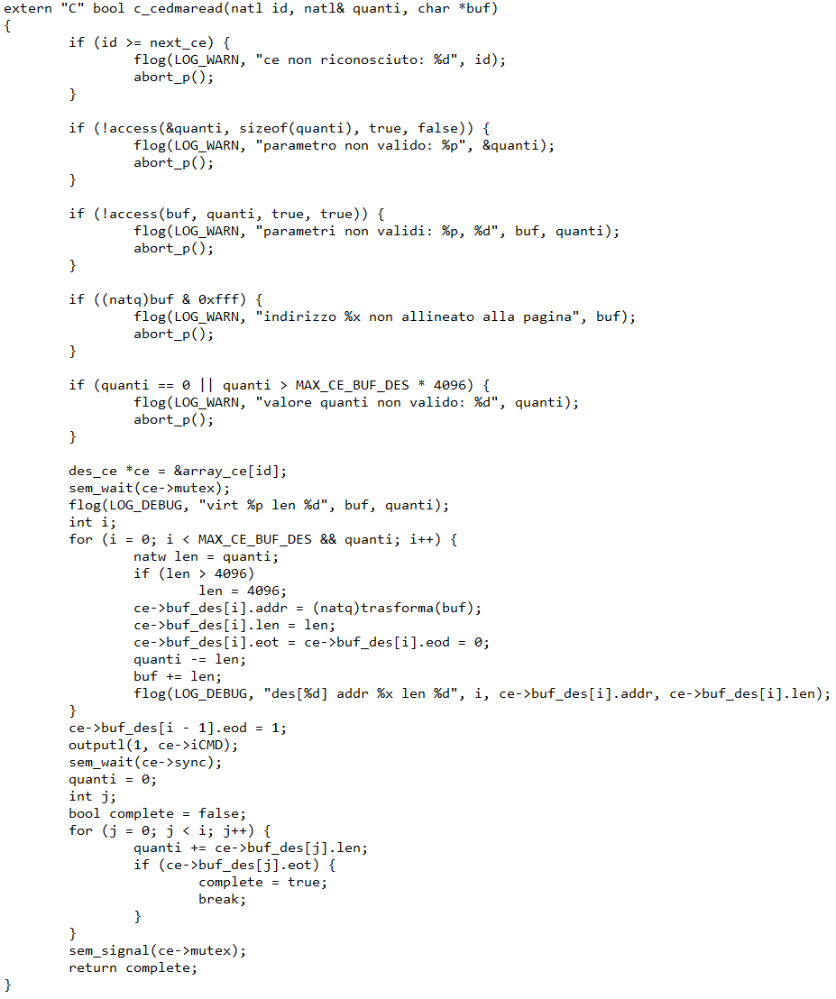 extern "C" bool c_cedmaread(natl id, natl& quanti, char *buf)
{
        if (id >= next_ce) {
                flog(LOG_WARN, "ce non riconosciuto: %d", id);
                abort_p();
        }

        if (!access(&quanti, sizeof(quanti), true, false)) {
                flog(LOG_WARN, "parametro non valido: %p", &quanti);
                abort_p();
        }

        if (!access(buf, quanti, true, true)) {
                flog(LOG_WARN, "parametri non validi: %p, %d", buf, quanti);
                abort_p();
        }

        if ((natq)buf & 0xfff) {
                flog(LOG_WARN, "indirizzo %x non allineato alla pagina", buf);
                abort_p();
        }

        if (quanti == 0 || quanti > MAX_CE_BUF_DES * 4096) {
                flog(LOG_WARN, "valore quanti non valido: %d", quanti);
                abort_p();
        }

        des_ce *ce = &array_ce[id];
        sem_wait(ce->mutex);
        flog(LOG_DEBUG, "virt %p len %d", buf, quanti);
        int i;
        for (i = 0; i < MAX_CE_BUF_DES && quanti; i++) {
                natw len = quanti;
                if (len > 4096)
                        len = 4096;
                ce->buf_des[i].addr = (natq)trasforma(buf);
                ce->buf_des[i].len = len;
                ce->buf_des[i].eot = ce->buf_des[i].eod = 0;
                quanti -= len;
                buf += len;
                flog(LOG_DEBUG, "des[%d] addr %x len %d", i, ce->buf_des[i].addr, ce->buf_des[i].len);
        }
        ce->buf_des[i - 1].eod = 1;
        outputl(1, ce->iCMD);
        sem_wait(ce->sync);
        quanti = 0;
        int j;
        bool complete = false;
        for (j = 0; j < i; j++) {
                quanti += ce->buf_des[j].len;
                if (ce->buf_des[j].eot) {
                        complete = true;
                        break;
                }
        }
        sem_signal(ce->mutex);
        return complete;
}